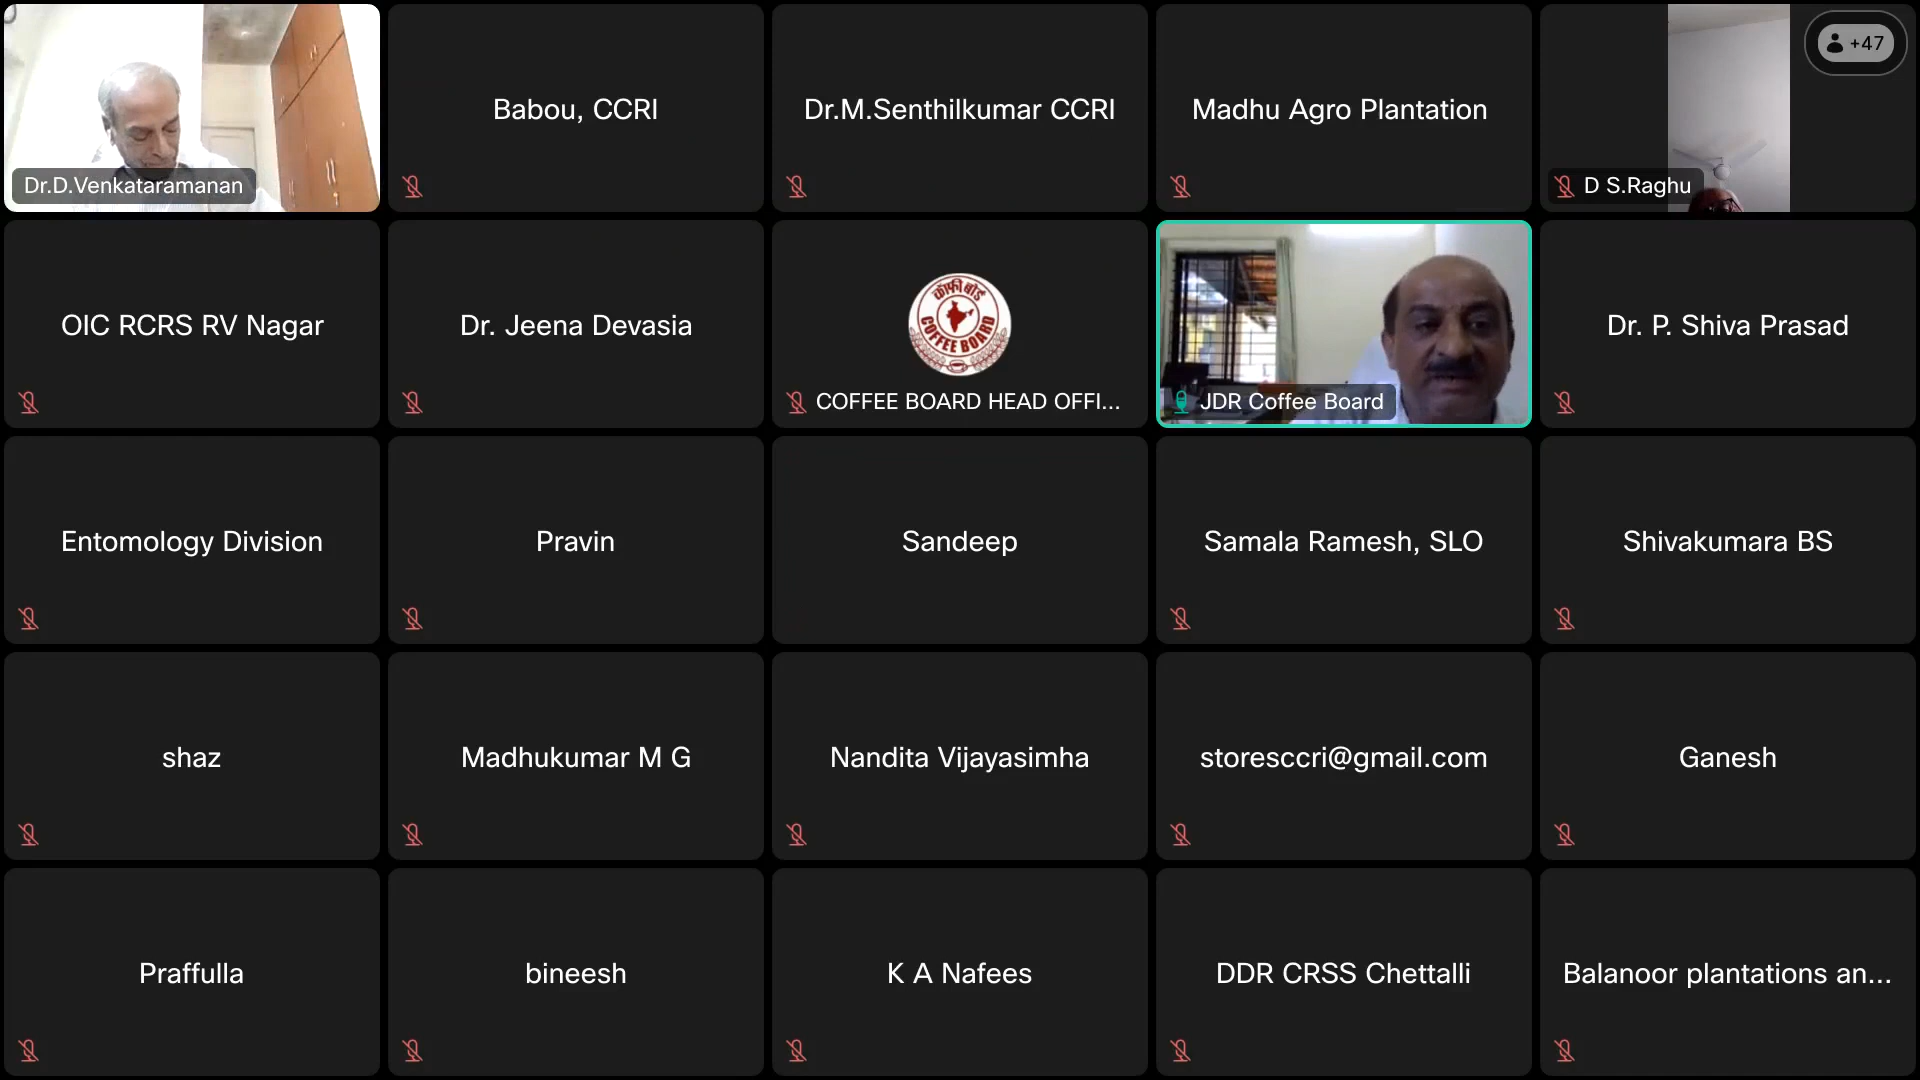 +47
Dr.D.Venkataramanan
Babou, CCRI
Dr.M.Senthilkumar CCRI
Madhu Agro Plantation
D S.Raghu
OIC RCRS RV Nagar
Dr. Jeena Devasia
कॉफी बोर्ड
COFFEE BOARD
COFFEE BOARD HEAD OFFI...
JDR Coffee Board
Dr. P. Shiva Prasad
Entomology Division
Pravin
Sandeep
Samala Ramesh, SLO
Shivakumara BS
shaz
Madhukumar M G
Nandita Vijayasimha
storesccri@gmail.com
Ganesh
Praffulla
bineesh
K A Nafees
DDR CRSS Chettalli
Balanoor plantations an...